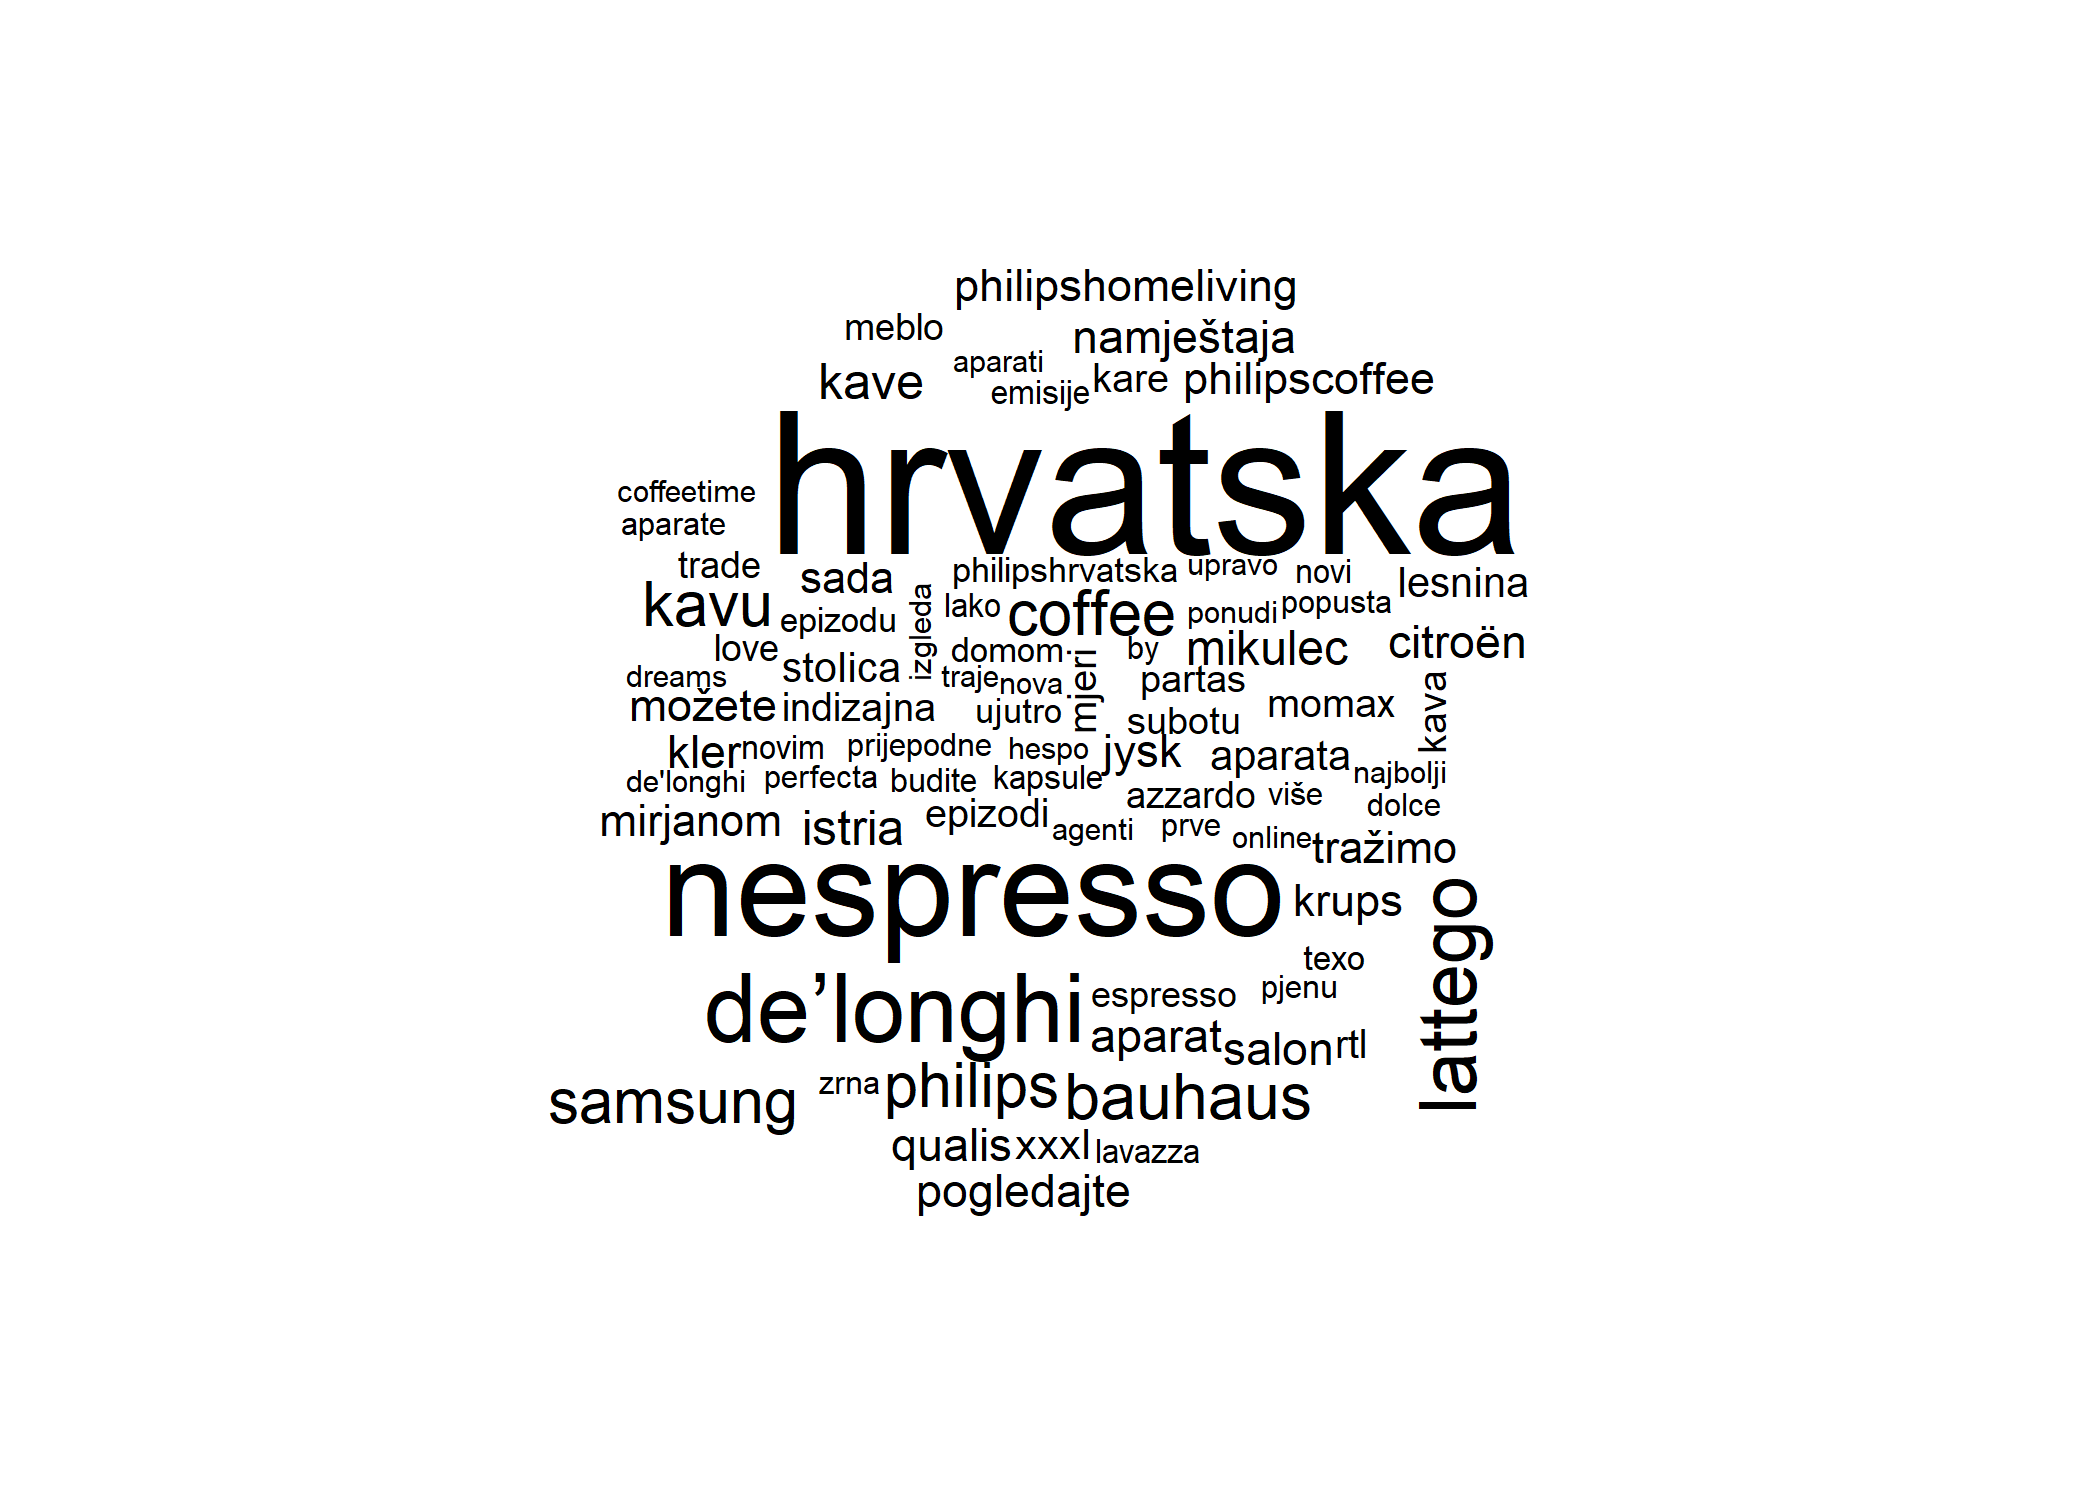 philipshomeliving
meblo namještaja
aparati
kave emisije kare philipscoffee
hrvatska
coffeetime
aparate
trade sada philipshrvatska upravo novi lesnina
kavu epizodu izgleda lako coffee ponudi popusta
love stolica domom by mikulec citroën
dreams traje nova mjeri partas
možete indizajna ujutro subotu momax kava
kler novim prijepodne hespo jysk aparata
de'longhi perfecta budite kapsule najbolji
azzardo više dolce
mirjanom istria epizodi agenti prve online tražimo
nespresso krups lattego
texo
de’longhi espresso pjenu
aparat salon rtl
samsung zrna philips bauhaus
qualis xxxl lavazza
pogledajte